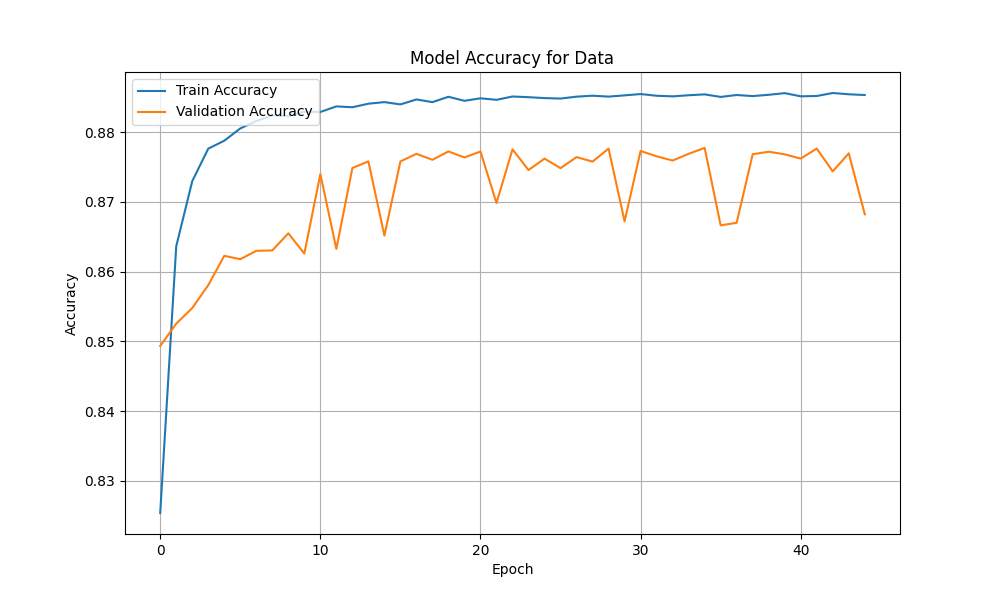 Model Accuracy for Data
Train Accuracy
Validation Accuracy
0.88
0.87
0.86
0.85
0.84
0.83
Accuracy
0 10 20 30 40
Epoch